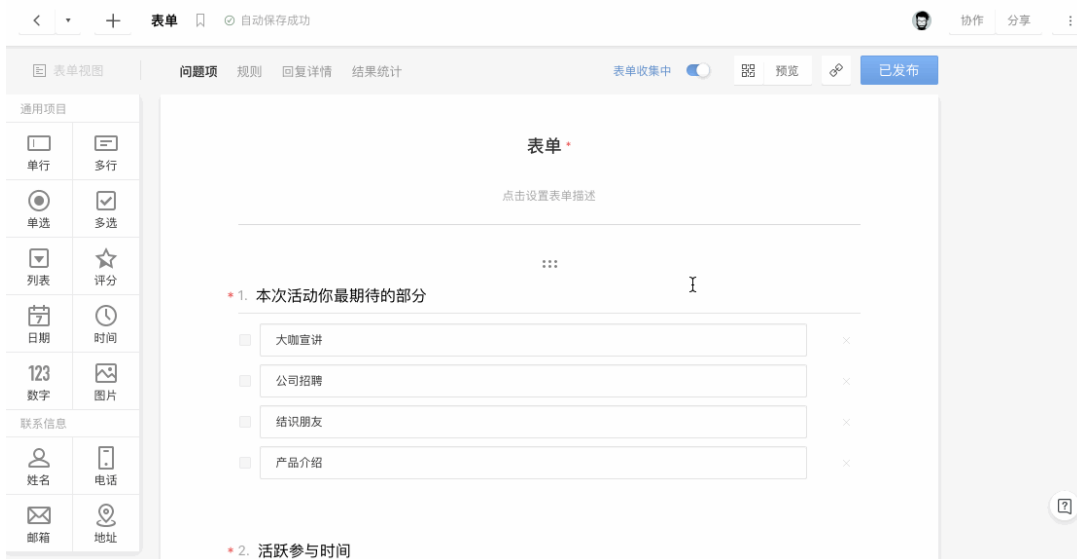 表单 自动保存成功 协作 分享
表单视图 问题项 规则 回复详情 结果统计 表单收集中 预览 已发布
通用项目
单行 多行
单选 多选
列表 评分
7
日期 时间
123
数字 图片
联系信息
姓名 电话
邮箱 地址
表单 *
点击设置表单描述
* 1. 本次活动你最期待的部分
大咖宣讲
公司招聘
结识朋友
产品介绍
* 2. 活跃参与时间